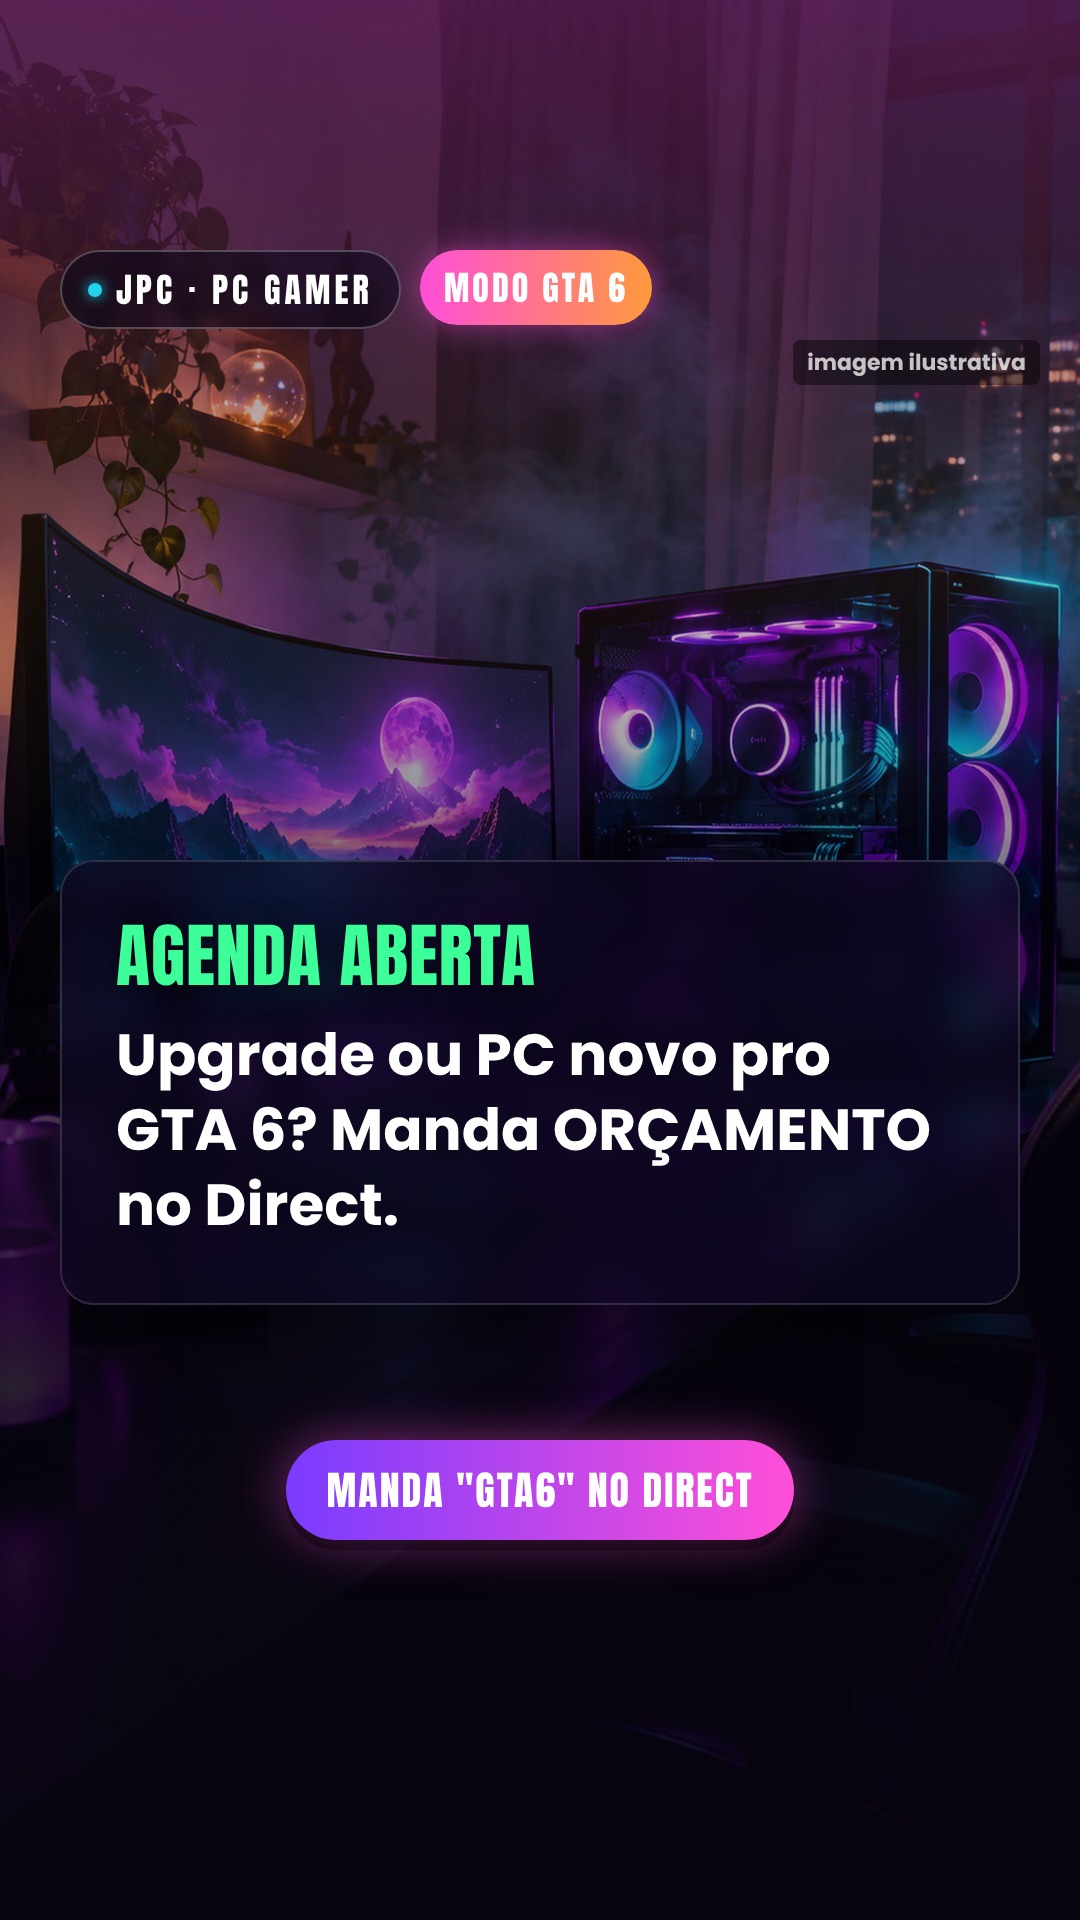 JPC · PC GAMER
MODO GTA 6
imagem ilustrativa
AGENDA ABERTA
Upgrade ou PC novo pro
GTA 6? Manda ORÇAMENTO
no Direct.
MANDA "GTA6" NO DIRECT